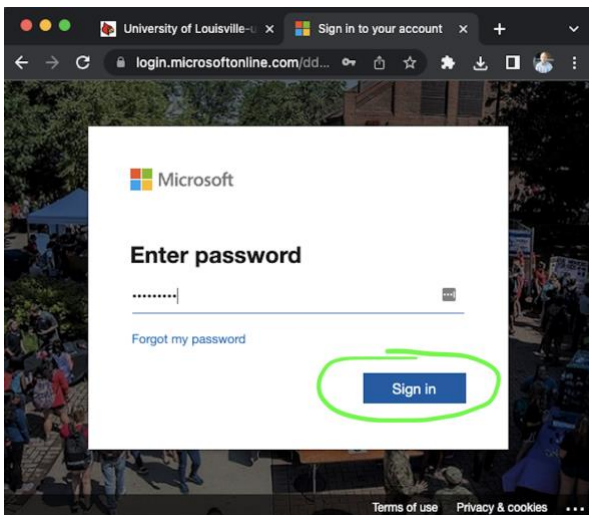 University of Louisville-u
Sign in to your account
login.microsoftonline.com/dd...
Microsoft
Enter password
Forgot my password
Sign in
Terms of use Privacy & cookies ...